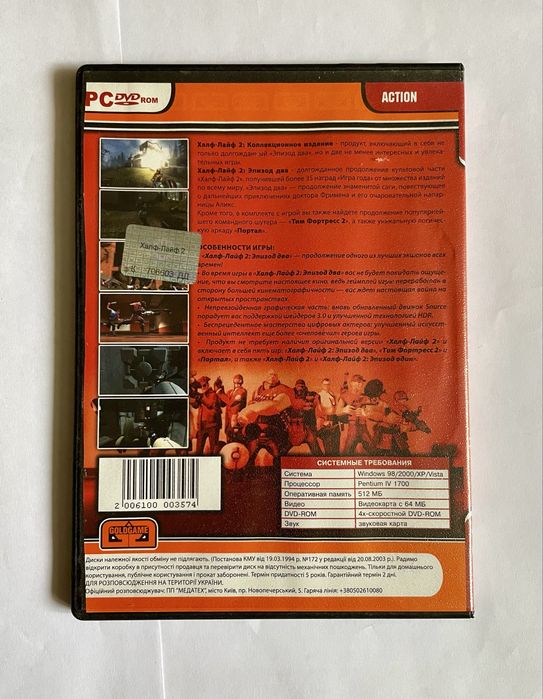 PC DVD ROM
ACTION
Халф-Лайф 2: Коллекционное издание - продукт, включающий в себя не
только долгожданный «Эпизод два», но и две не менее интересных и увлека-
тельных игры.
Халф-Лайф 2: Эпизод два - долгожданное продолжение культовой части
«Халф-Лайф 2», получившей более 35 наград «Игра года» от множества изданий
по всему миру. «Эпизод два» — продолжение знаменитой саги, повествующее
о дальнейших приключениях доктора Фримена и его очаровательной напар-
ницы Аликс.
Кроме того, в комплекте с игрой вы также найдете продолжение популярней-
шего командного шутера — «Тим Фортресс 2», а также уникальную логичес-
кую аркаду «Портал».
Халф-Лайф 2
706603 ЛД
ОСОБЕННОСТИ ИГРЫ:
«Халф-Лайф 2: Эпизод два» — продолжение одного из лучших экшенов всех
времен!
- Во время игры в «Халф-Лайф 2: Эпизод два» вас не будет покидать ощуще-
ние, что вы смотрите настоящее кино, ведь геймплей игры переработан в
сторону большей кинематографичности — вас ждет настоящая война на
открытых пространствах.
- Непревзойденная графическая часть: вновь обновленный движок Source
порадует вас поддержкой шейдеров 3.0 и улучшенной технологией HDR.
- Беспрецедентное мастерство цифровых актеров: улучшенный искусст-
венный интеллект еще более «очеловечил» героев игры.
- Продукт не требует наличия оригинальной версии «Халф-Лайф 2» и
включает в себя пять игр: «Халф-Лайф 2: Эпизод два», «Тим Фортресс 2» и
«Портал», а также «Халф-Лайф 2» и «Халф-Лайф 2: Эпизод один».
СИСТЕМНЫЕ ТРЕБОВАНИЯ
Система Windows 98/2000/XP/Vista
Процессор Pentium IV 1700
Оперативная память 512 МБ
Видео Видеокарта с 64 МБ
DVD-ROM 4х-скоростной DVD-ROM
Звук звуковая карта
2 006100 003574
GOLDGAME
Диски належної якості обміну не підлягають. (Постанова КМУ від 19.03.1994 р. №172 у редакції від 20.08.2003 р.). Радимо
відкрити коробку в присутності продавця та перевірити диск на відсутність механічних пошкоджень. Тільки для домашнього
користування, публічне користування і прокат заборонені. Термін придатності 5 років. Гарантійний термін 2 дні.
ДЛЯ РОЗПОВСЮДЖЕННЯ НА ТЕРИТОРІЇ УКРАЇНИ.
Офіційний розповсюджувач: ПП "МЕДАТЕХ", місто Київ, пр. Новопечерський, 5. Гаряча лінія: +380502610080